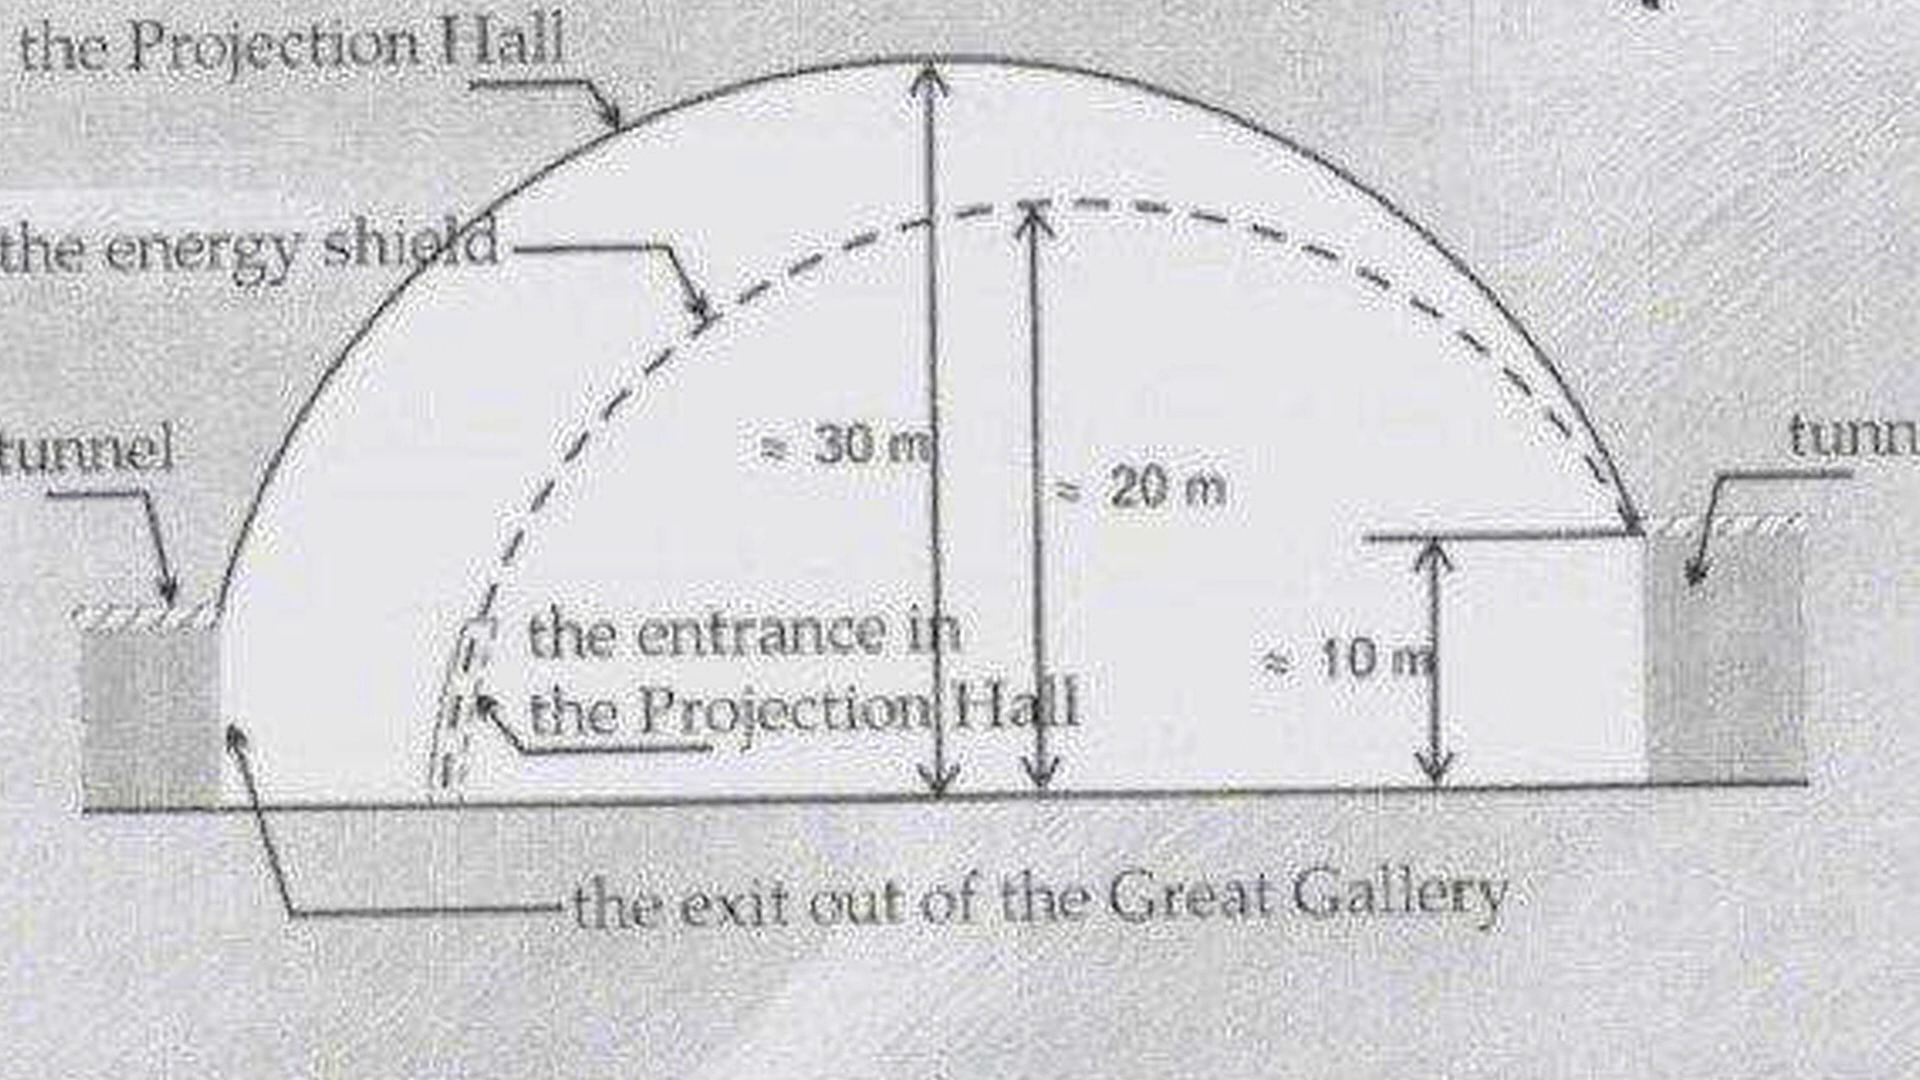 the Projection Hall
the energy shield
tunnel
tunn
≈ 30 m
≈ 20 m
the entrance in
the Projection Hall
≈ 10 m
the exit out of the Great Gallery